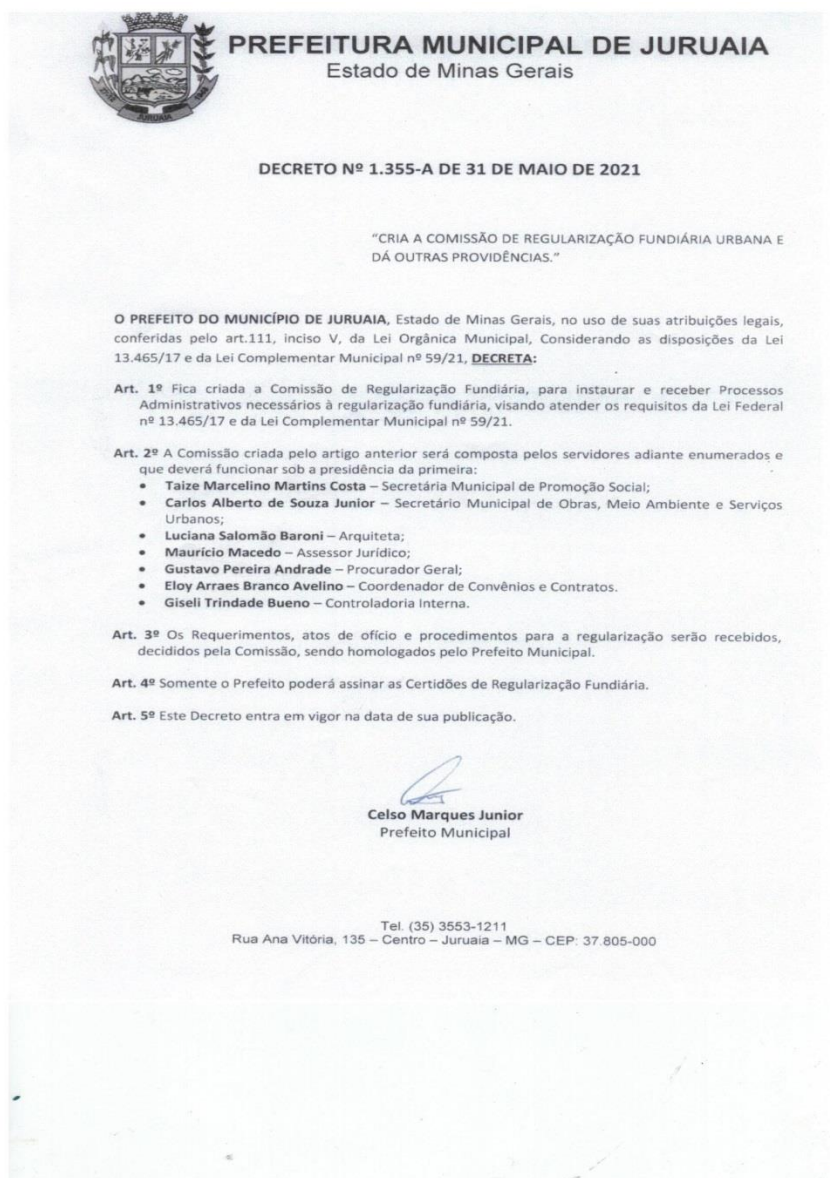 PREFEITURA MUNICIPAL DE JURUAIA
Estado de Minas Gerais
JURUAIA
DECRETO Nº 1.355-A DE 31 DE MAIO DE 2021
"CRIA A COMISSÃO DE REGULARIZAÇÃO FUNDIÁRIA URBANA E
DÁ OUTRAS PROVIDÊNCIAS."
O PREFEITO DO MUNICÍPIO DE JURUAIA, Estado de Minas Gerais, no uso de suas atribuições legais,
conferidas pelo art.111, inciso V, da Lei Orgânica Municipal, Considerando as disposições da Lei
13.465/17 e da Lei Complementar Municipal nº 59/21, DECRETA:
Art. 1º Fica criada a Comissão de Regularização Fundiária, para instaurar e receber Processos
Administrativos necessários à regularização fundiária, visando atender os requisitos da Lei Federal
nº 13.465/17 e da Lei Complementar Municipal nº 59/21.
Art. 2º A Comissão criada pelo artigo anterior será composta pelos servidores adiante enumerados e
que deverá funcionar sob a presidência da primeira:
• Taize Marcelino Martins Costa – Secretária Municipal de Promoção Social;
• Carlos Alberto de Souza Junior – Secretário Municipal de Obras, Meio Ambiente e Serviços
Urbanos;
• Luciana Salomão Baroni – Arquiteta;
• Maurício Macedo – Assessor Jurídico;
• Gustavo Pereira Andrade – Procurador Geral;
• Eloy Arraes Branco Avelino – Coordenador de Convênios e Contratos.
• Giseli Trindade Bueno – Controladoria Interna.
Art. 3º Os Requerimentos, atos de ofício e procedimentos para a regularização serão recebidos,
decididos pela Comissão, sendo homologados pelo Prefeito Municipal.
Art. 4º Somente o Prefeito poderá assinar as Certidões de Regularização Fundiária.
Art. 5º Este Decreto entra em vigor na data de sua publicação.
Celso Marques Junior
Prefeito Municipal
Tel. (35) 3553-1211
Rua Ana Vitória, 135 – Centro – Juruaia – MG – CEP: 37.805-000